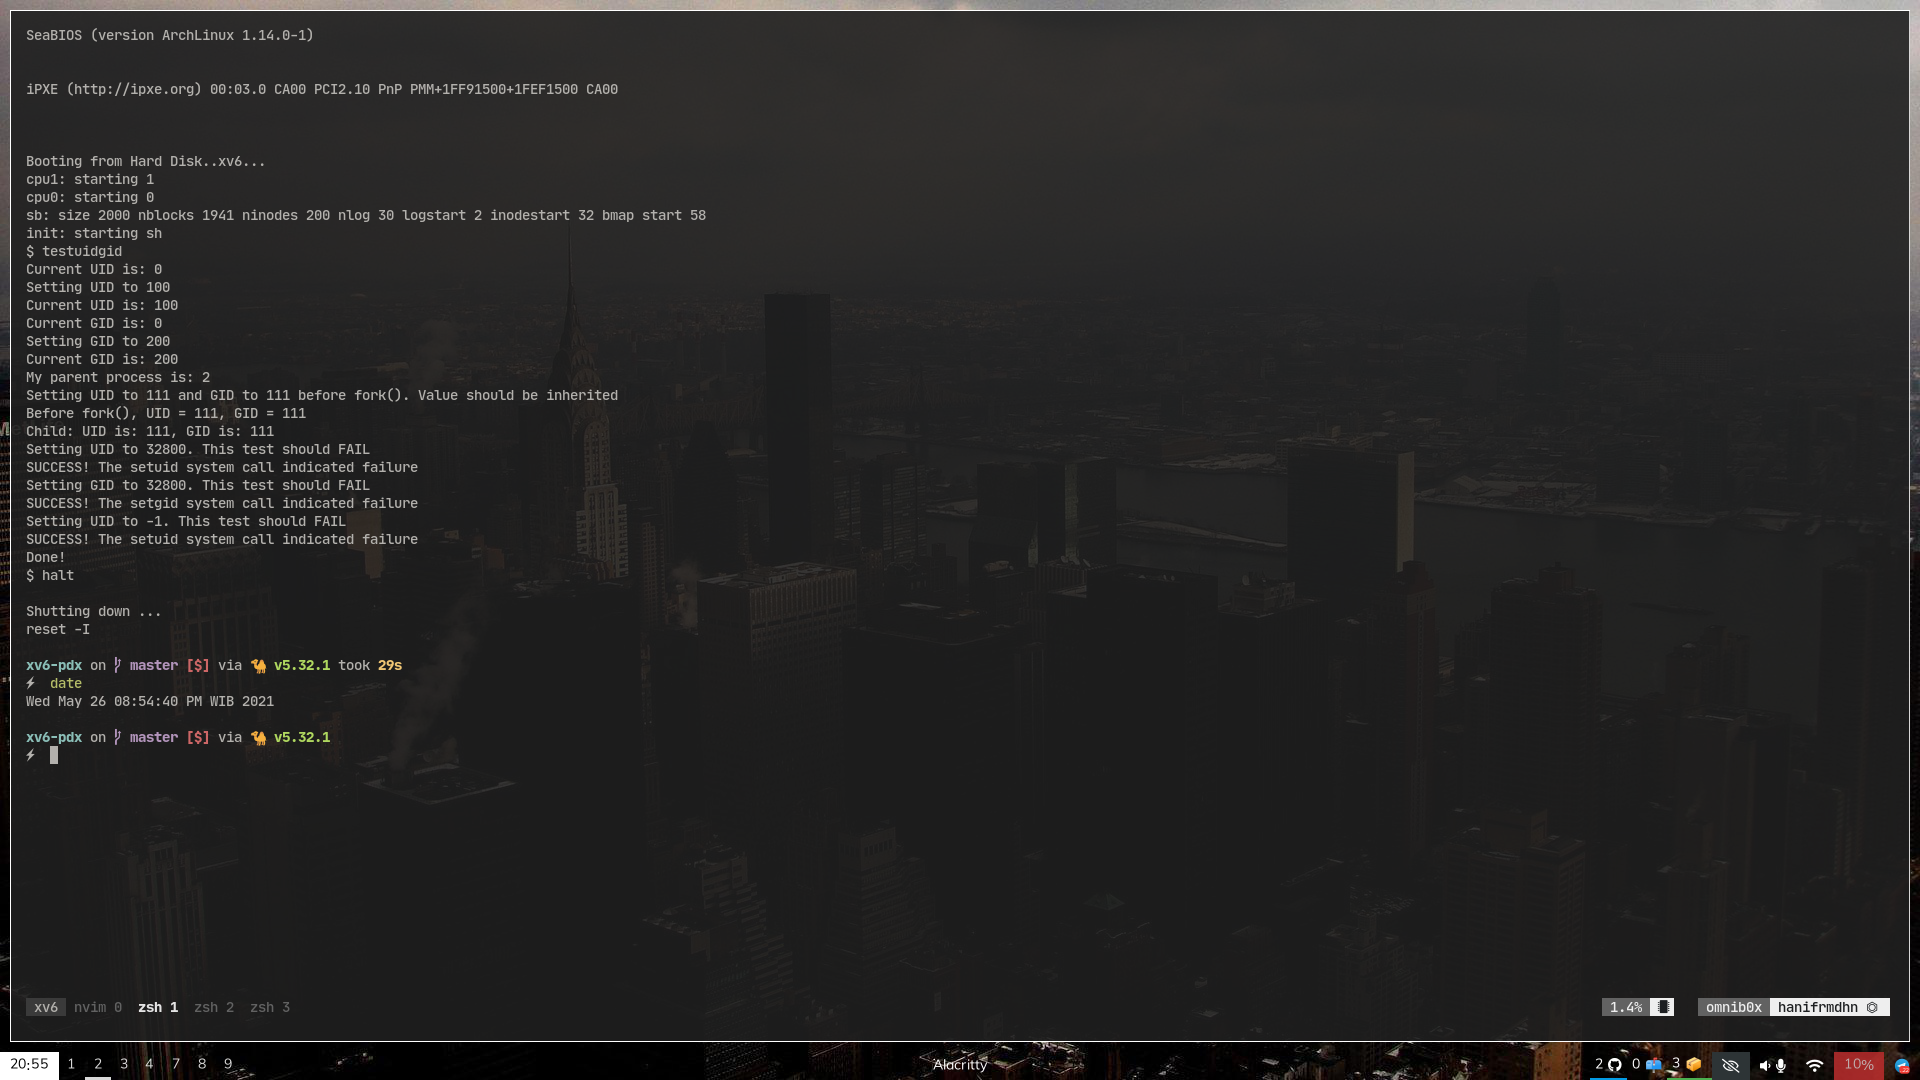 SeaBIOS (version ArchLinux 1.14.0-1)
iPXE (http://ipxe.org) 00:03.0 CA00 PCI2.10 PnP PMM+1FF91500+1FEF1500 CA00
Booting from Hard Disk..xv6...
cpu1: starting 1
cpu0: starting 0
sb: size 2000 nblocks 1941 ninodes 200 nlog 30 logstart 2 inodestart 32 bmap start 58
init: starting sh
$ testuidgid
Current UID is: 0
Setting UID to 100
Current UID is: 100
Current GID is: 0
Setting GID to 200
Current GID is: 200
My parent process is: 2
Setting UID to 111 and GID to 111 before fork(). Value should be inherited
Before fork(), UID = 111, GID = 111
Child: UID is: 111, GID is: 111
Setting UID to 32800. This test should FAIL
SUCCESS! The setuid system call indicated failure
Setting GID to 32800. This test should FAIL
SUCCESS! The setgid system call indicated failure
Setting UID to -1. This test should FAIL
SUCCESS! The setuid system call indicated failure
Done!
$ halt
Shutting down ...
reset -I
xv6-pdx on master [$] via 🐪 v5.32.1 took 29s
⚡ date
Wed May 26 08:54:40 PM WIB 2021
xv6-pdx on master [$] via 🐪 v5.32.1
⚡
xv6 nvim 0 zsh 1 zsh 2 zsh 3 1.4% omnib0x hanifrmdhn
20:55 1 2 3 4 7 8 9 Alacritty 2 0 3 10%